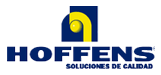 HOFFENS
SOLUCIONES DE CALIDAD